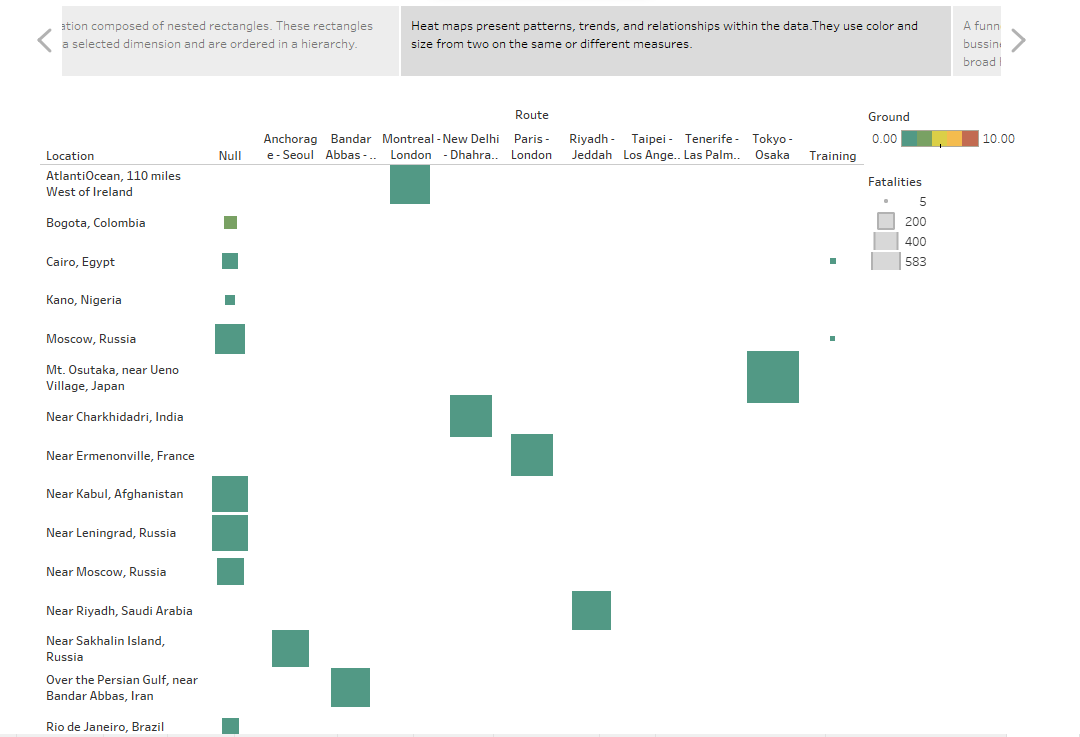 ation composed of nested rectangles. These rectangles
a selected dimension and are ordered in a hierarchy.
Heat maps present patterns, trends, and relationships within the data.They use color and
size from two on the same or different measures.
A funn
bussin
broad
Route
Location
Null
Anchorag
e - Seoul
Bandar
Abbas - ..
Montreal -
London
New Delhi
- Dhahra..
Paris -
London
Riyadh -
Jeddah
Taipei -
Los Ange..
Tenerife -
Las Palm..
Tokyo -
Osaka
Training
Ground
0.00 10.00
Fatalities
5
200
400
583
AtlantiOcean, 110 miles
West of Ireland
Bogota, Colombia
Cairo, Egypt
Kano, Nigeria
Moscow, Russia
Mt. Osutaka, near Ueno
Village, Japan
Near Charkhidadri, India
Near Ermenonville, France
Near Kabul, Afghanistan
Near Leningrad, Russia
Near Moscow, Russia
Near Riyadh, Saudi Arabia
Near Sakhalin Island,
Russia
Over the Persian Gulf, near
Bandar Abbas, Iran
Rio de Janeiro, Brazil